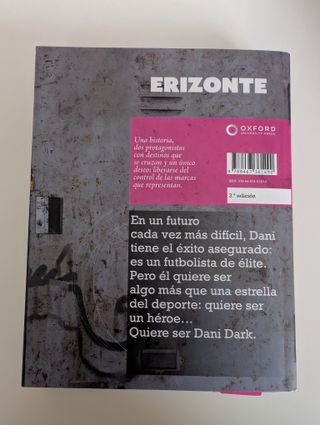 ERIZONTE
OXFORD
UNIVERSITY PRESS
Una historia,
dos protagonistas
con destinos que
se cruzan y un único
deseo: liberarse del
control de las marcas
que representan.
2.ª edición
En un futuro
cada vez más difícil, Dani
tiene el éxito asegurado:
es un futbolista de élite.
Pero él quiere ser
algo más que una estrella
del deporte: quiere ser
un héroe…
Quiere ser Dani Dark.